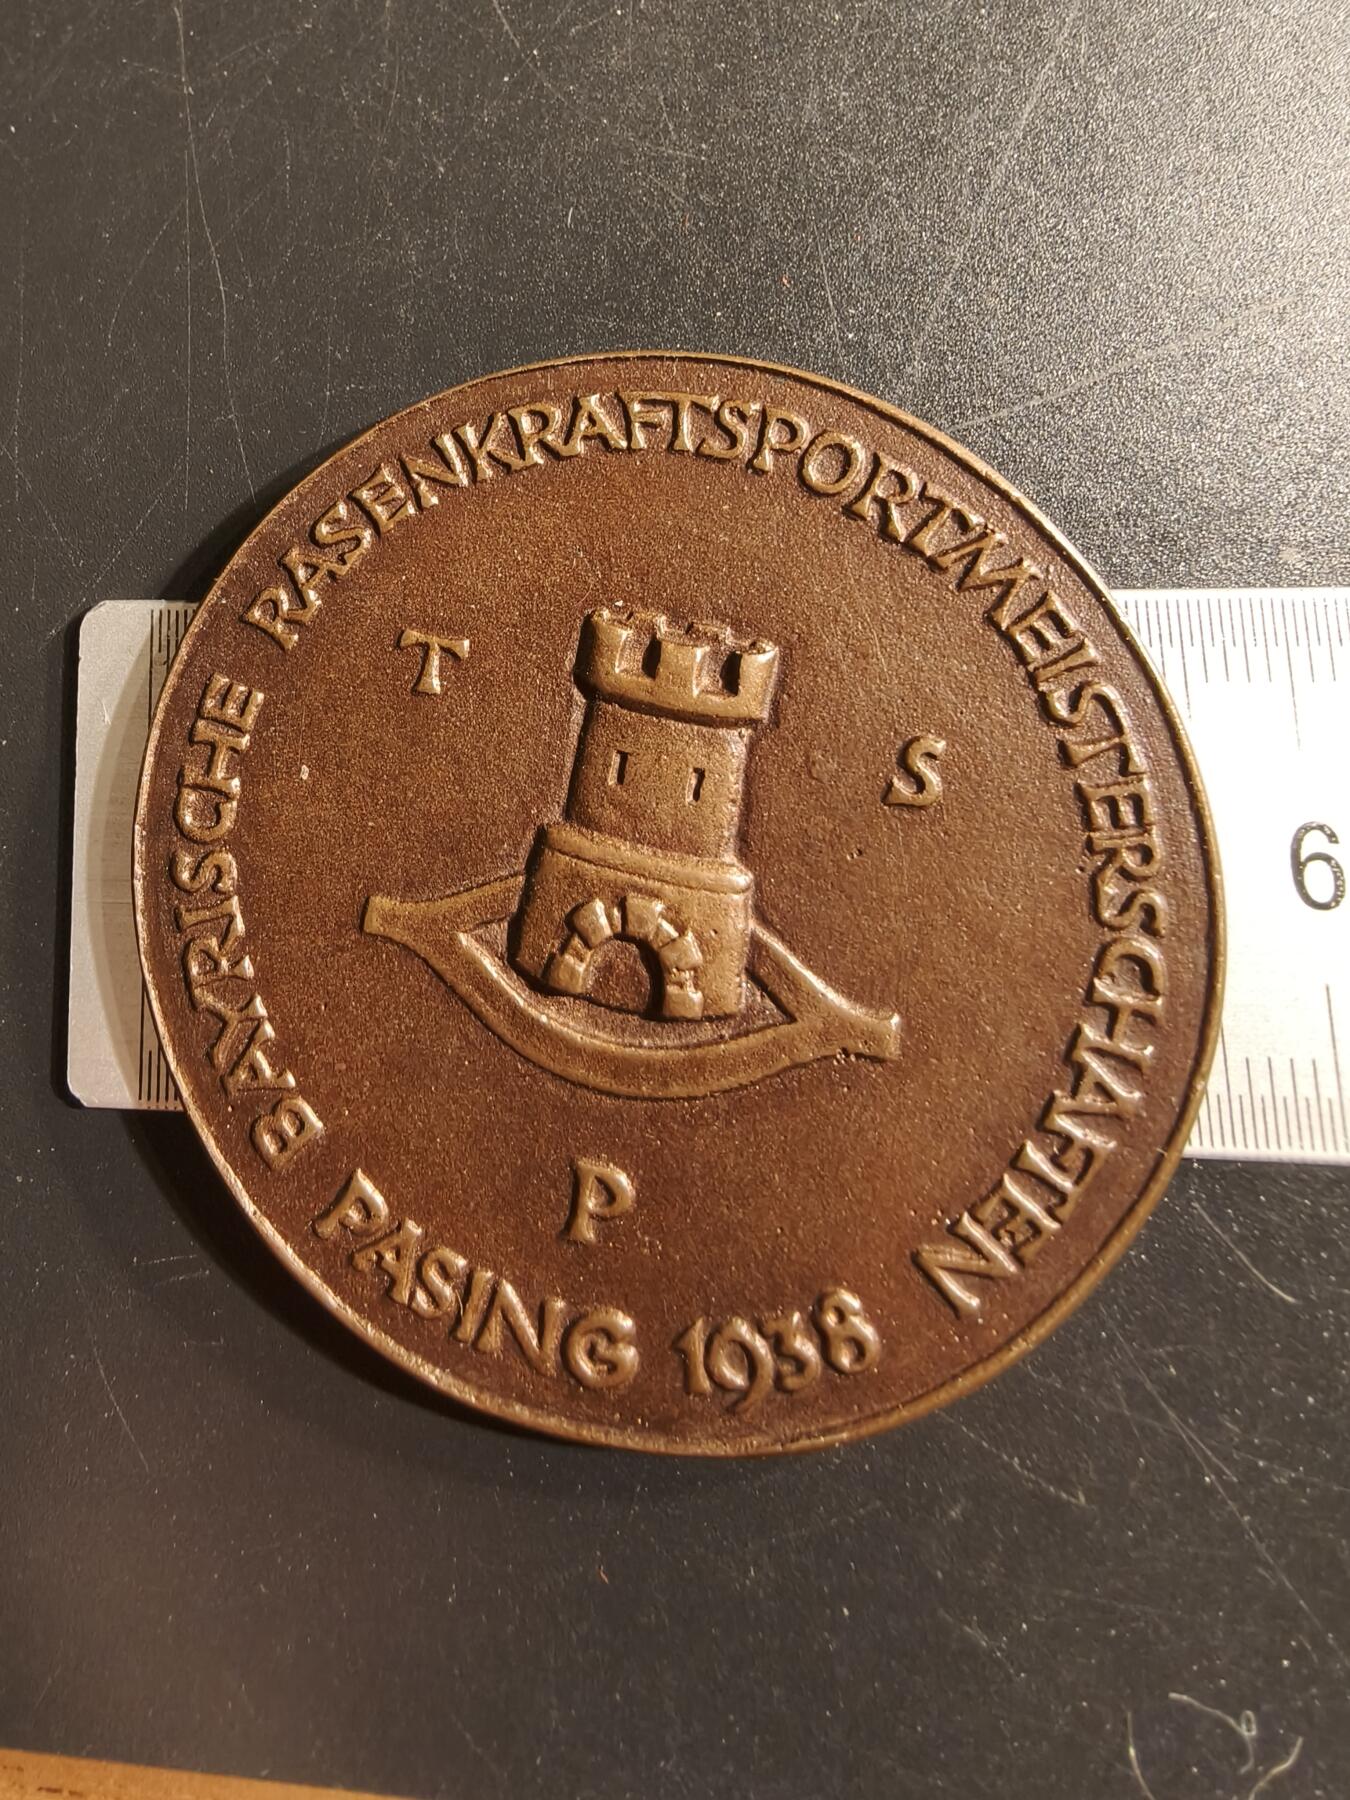 BAYRISCHE RASENKRAFTSPORTMEISTERSCHAFTEN
T S
P
PASING 1938
6